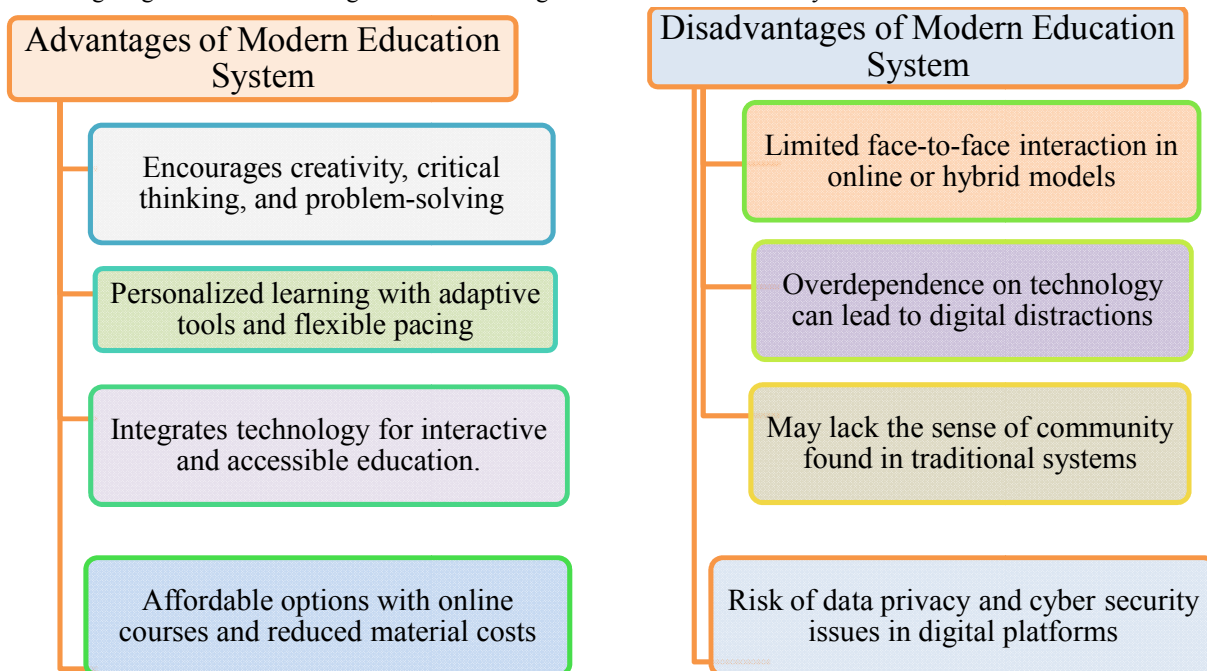 Advantages of Modern Education
System
Encourages creativity, critical
thinking, and problem-solving
Personalized learning with adaptive
tools and flexible pacing
Integrates technology for interactive
and accessible education.
Affordable options with online
courses and reduced material costs
Disadvantages of Modern Education
System
Limited face-to-face interaction in
online or hybrid models
Overdependence on technology
can lead to digital distractions
May lack the sense of community
found in traditional systems
Risk of data privacy and cyber security
issues in digital platforms